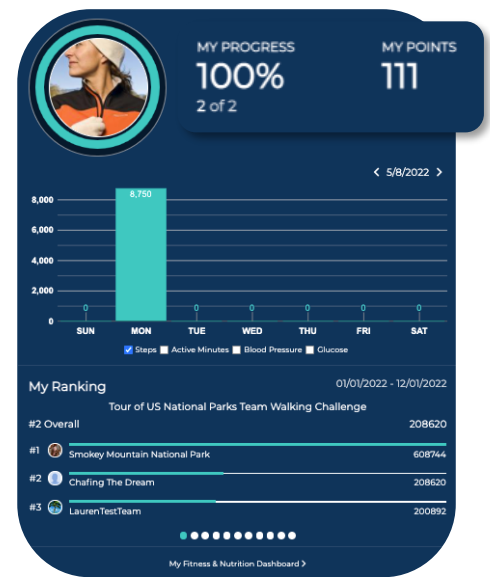 MY PROGRESS MY POINTS
100% 111
2 of 2
5/8/2022
8,000
8,750
6,000
4,000
2,000
0 0 0 0 0 0
0
SUN MON TUE WED THU FRI SAT
Steps Active Minutes Blood Pressure Glucose
My Ranking 01/01/2022 - 12/01/2022
Tour of US National Parks Team Walking Challenge
#2 Overall 208620
#1 Smokey Mountain National Park 608744
#2 Chafing The Dream 208620
#3 LaurenTestTeam 200892
My Fitness & Nutrition Dashboard